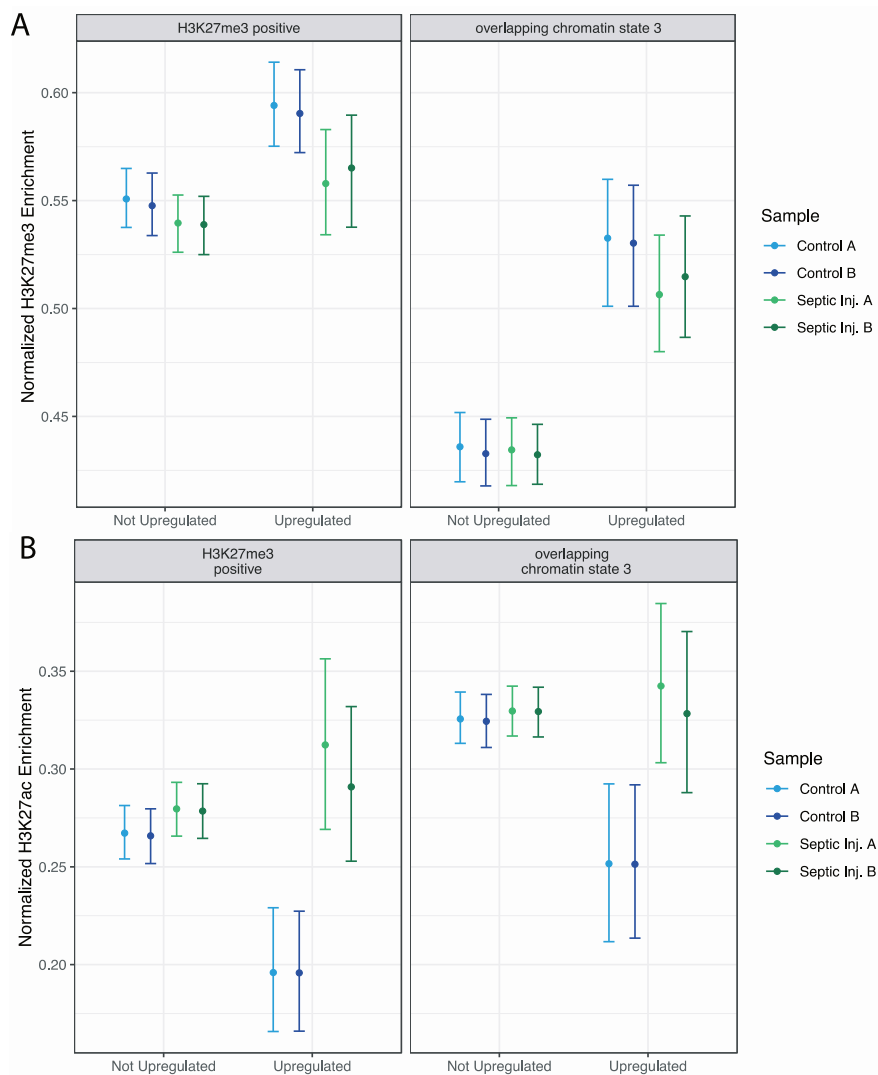 A
H3K27me3 positive
overlapping chromatin state 3
Normalized H3K27me3 Enrichment
0.60
0.55
0.50
0.45
Not Upregulated
Upregulated
Not Upregulated
Upregulated
Sample
Control A
Control B
Septic Inj. A
Septic Inj. B
B
H3K27me3
positive
overlapping
chromatin state 3
Normalized H3K27ac Enrichment
0.35
0.30
0.25
0.20
Not Upregulated
Upregulated
Not Upregulated
Upregulated
Sample
Control A
Control B
Septic Inj. A
Septic Inj. B